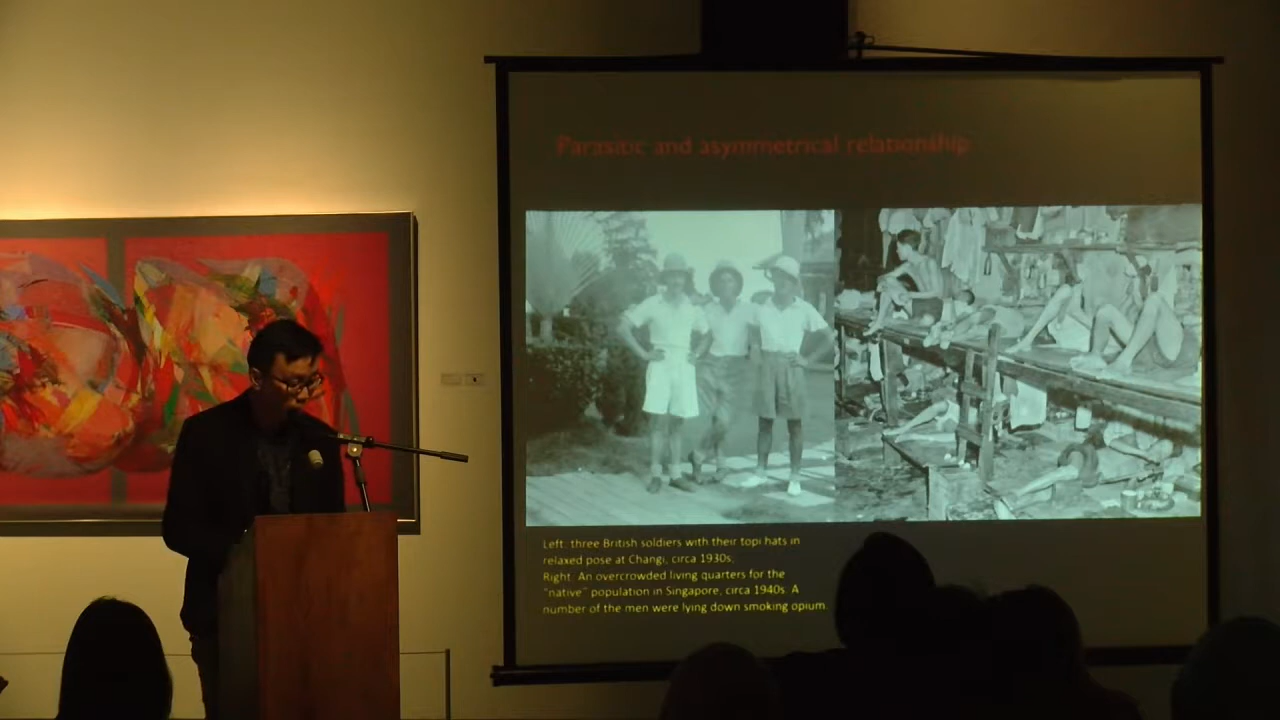 Parasitic and asymmetrical relationship
Left: three British soldiers with their topi hats in
relaxed pose at Changi, circa 1930s;
Right: An overcrowded living quarters for the
"native" population in Singapore, circa 1940s. A
number of the men were lying down smoking opium.